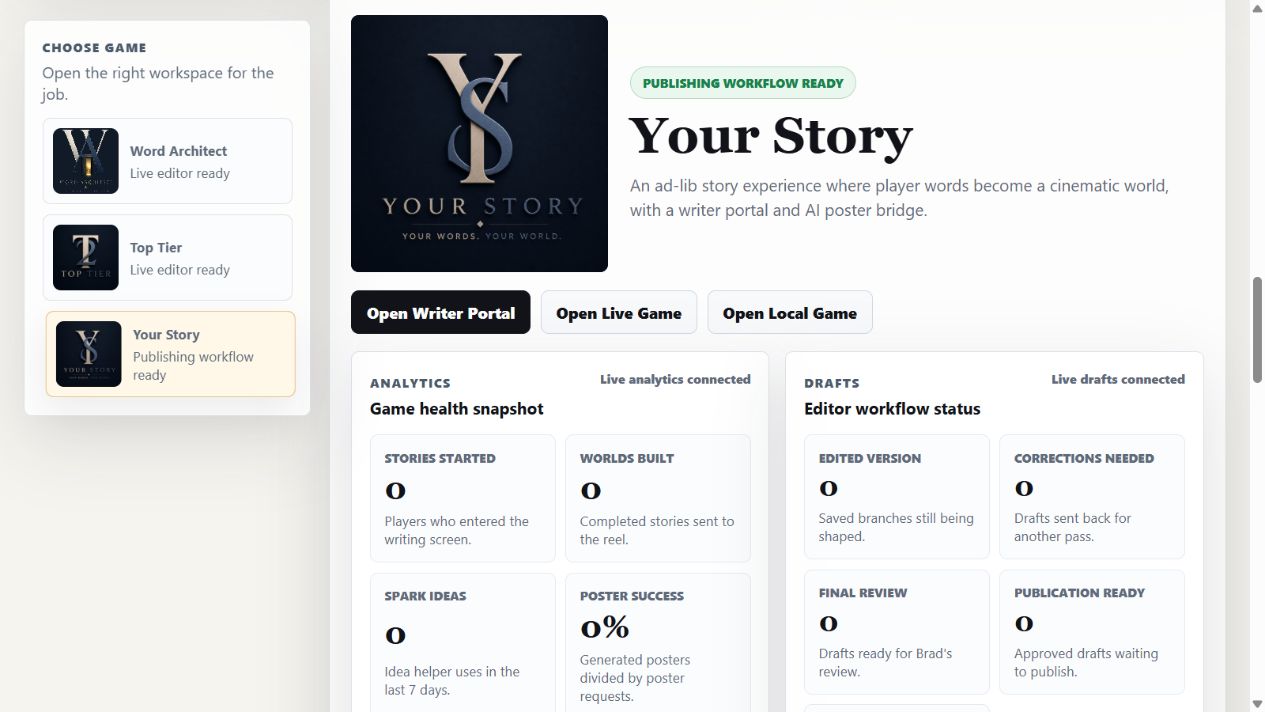 CHOOSE GAME
Open the right workspace for the
job.
Word Architect
Live editor ready
TOP TIER
Top Tier
Live editor ready
YOUR STORY
Your Story
Publishing workflow
ready
YS
YOUR STORY
YOUR WORDS. YOUR WORLD.
PUBLISHING WORKFLOW READY
Your Story
An ad-lib story experience where player words become a cinematic world,
with a writer portal and AI poster bridge.
Open Writer Portal
Open Live Game
Open Local Game
ANALYTICS
Live analytics connected
Game health snapshot
STORIES STARTED
0
Players who entered the
writing screen.
WORLDS BUILT
0
Completed stories sent to
the reel.
SPARK IDEAS
0
Idea helper uses in the
last 7 days.
POSTER SUCCESS
0%
Generated posters
divided by poster
requests.
DRAFTS
Live drafts connected
Editor workflow status
EDITED VERSION
0
Saved branches still being
shaped.
CORRECTIONS NEEDED
0
Drafts sent back for
another pass.
FINAL REVIEW
0
Drafts ready for Brad's
review.
PUBLICATION READY
0
Approved drafts waiting
to publish.